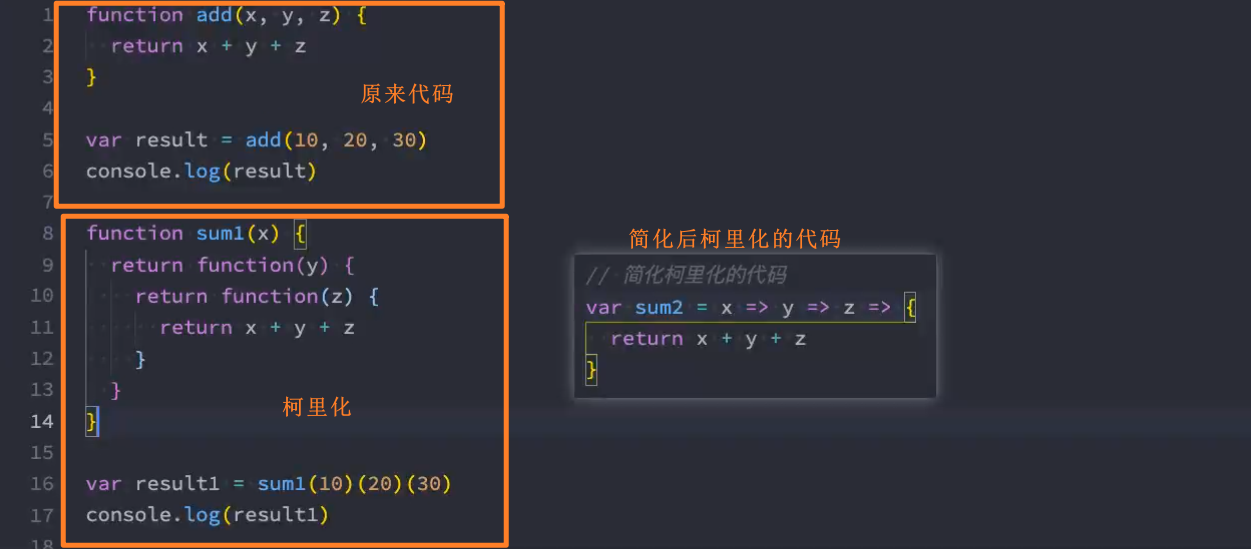 1 function add(x, y, z) {
2 return x + y + z
3 }
原来代码
4
5 var result = add(10, 20, 30)
6 console.log(result)
7
8 function sum1(x) {
9 return function(y) {
10 return function(z) {
11 return x + y + z
12 }
13 }
柯里化
14 }
15
16 var result1 = sum1(10)(20)(30)
17 console.log(result1)
18
简化后柯里化的代码
// 简化柯里化的代码
var sum2 = x => y => z => {
return x + y + z
}